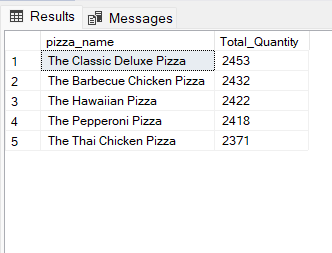 Results Messages
pizza_name Total_Quantity
1 The Classic Deluxe Pizza 2453
2 The Barbecue Chicken Pizza 2432
3 The Hawaiian Pizza 2422
4 The Pepperoni Pizza 2418
5 The Thai Chicken Pizza 2371